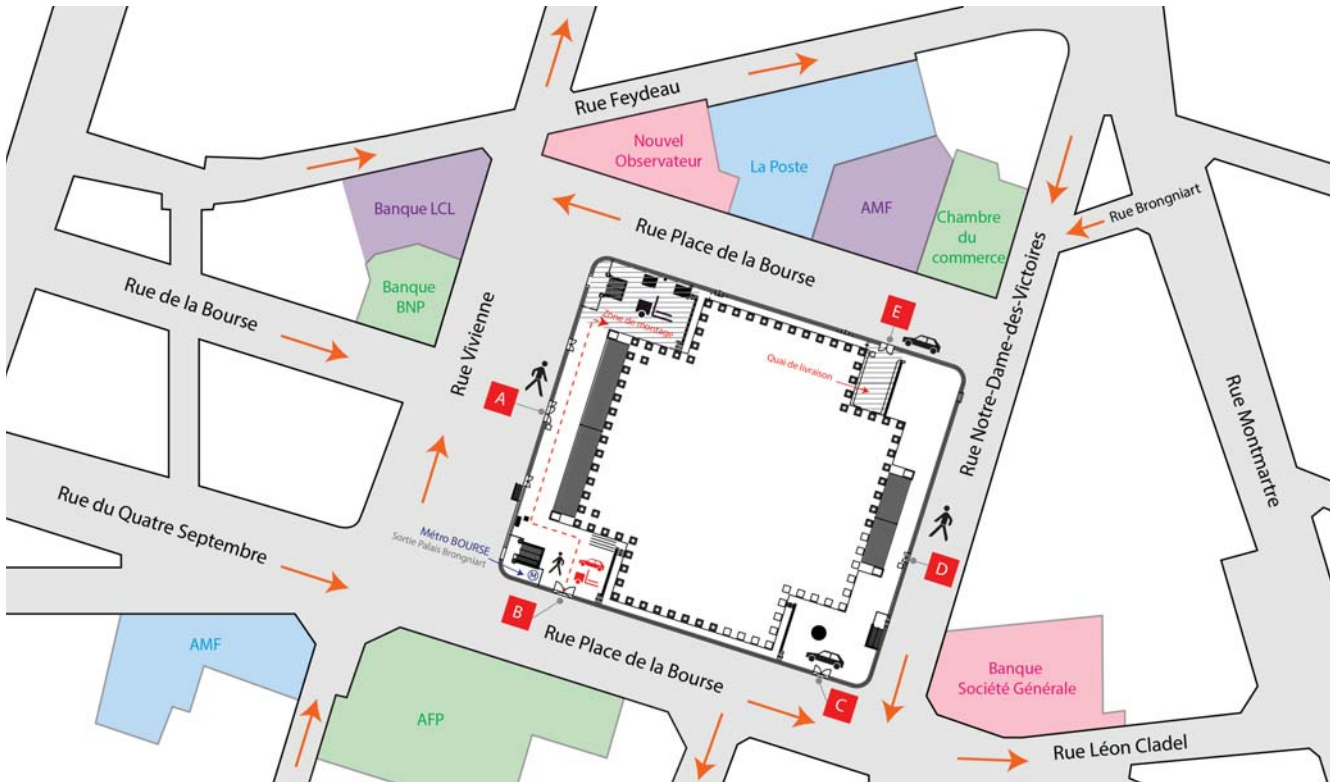 Rue Feydeau
Nouvel
Observateur
La Poste
AMF
Chambre
du
commerce
Rue Brongniart
Banque LCL
Banque
BNP
Rue Place de la Bourse
Rue de la Bourse
Rue Vivienne
Rue Notre-Dame-des-Victoires
Rue Montmartre
Zone de montage
Quai de livraison
E
A
Rue du Quatre Septembre
Métro BOURSE
Sortie Palais Brongniart
M
D
B
C
Rue Place de la Bourse
AMF
AFP
Banque
Société Générale
Rue Léon Cladel